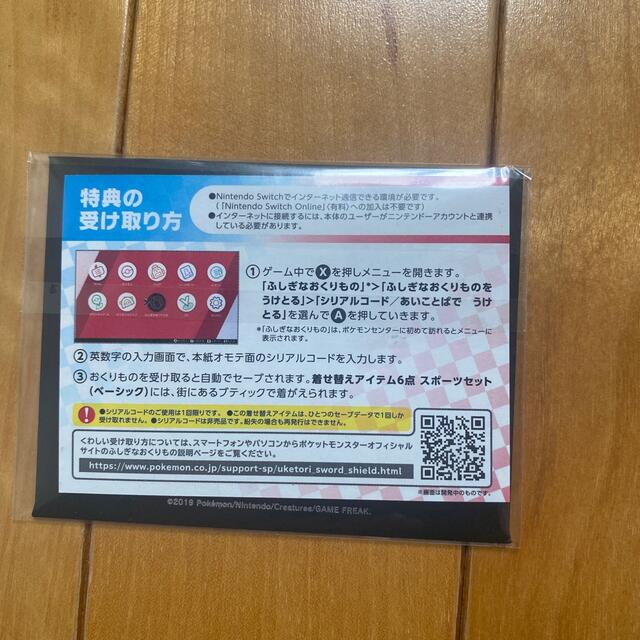 特典の
受け取り方
●Nintendo Switchでインターネット通信できる環境が必要です。
(「Nintendo Switch Online」(有料)への加入は不要です)
●インターネットに接続するには、本体のユーザーがニンテンドーアカウントと連携
している必要があります。
①ゲーム中でⓍを押しメニューを開きます。
「ふしぎなおくりもの」*>「ふしぎなおくりものを
うけとる」>「シリアルコード/あいことばで うけ
とる」を選んでⒶを押していきます。
*「ふしぎなおくりもの」は、ポケモンセンターに初めて訪れるとメニューに
表示されます。
②英数字の入力画面で、本紙オモテ面のシリアルコードを入力します。
③おくりものを受け取ると自動でセーブされます。着せ替えアイテム6点 スポーツセット
(ベーシック)には、街にあるブティックで着がえられます。
●シリアルコードのご使用は1回限りです。 ●この着せ替えアイテムは、ひとつのセーブデータで1回しか
受け取れません。●シリアルコードは非売品です。紛失の場合も再発行はできません。
くわしい受け取り方については、スマートフォンやパソコンからポケットモンスターオフィシャル
サイトのふしぎなおくりもの説明ページをご覧ください。
https://www.pokemon.co.jp/support-sp/uketori_sword_shield.html
※画面は開発中のものです。
©2019 Pokémon/Nintendo/Creatures/GAME FREAK.